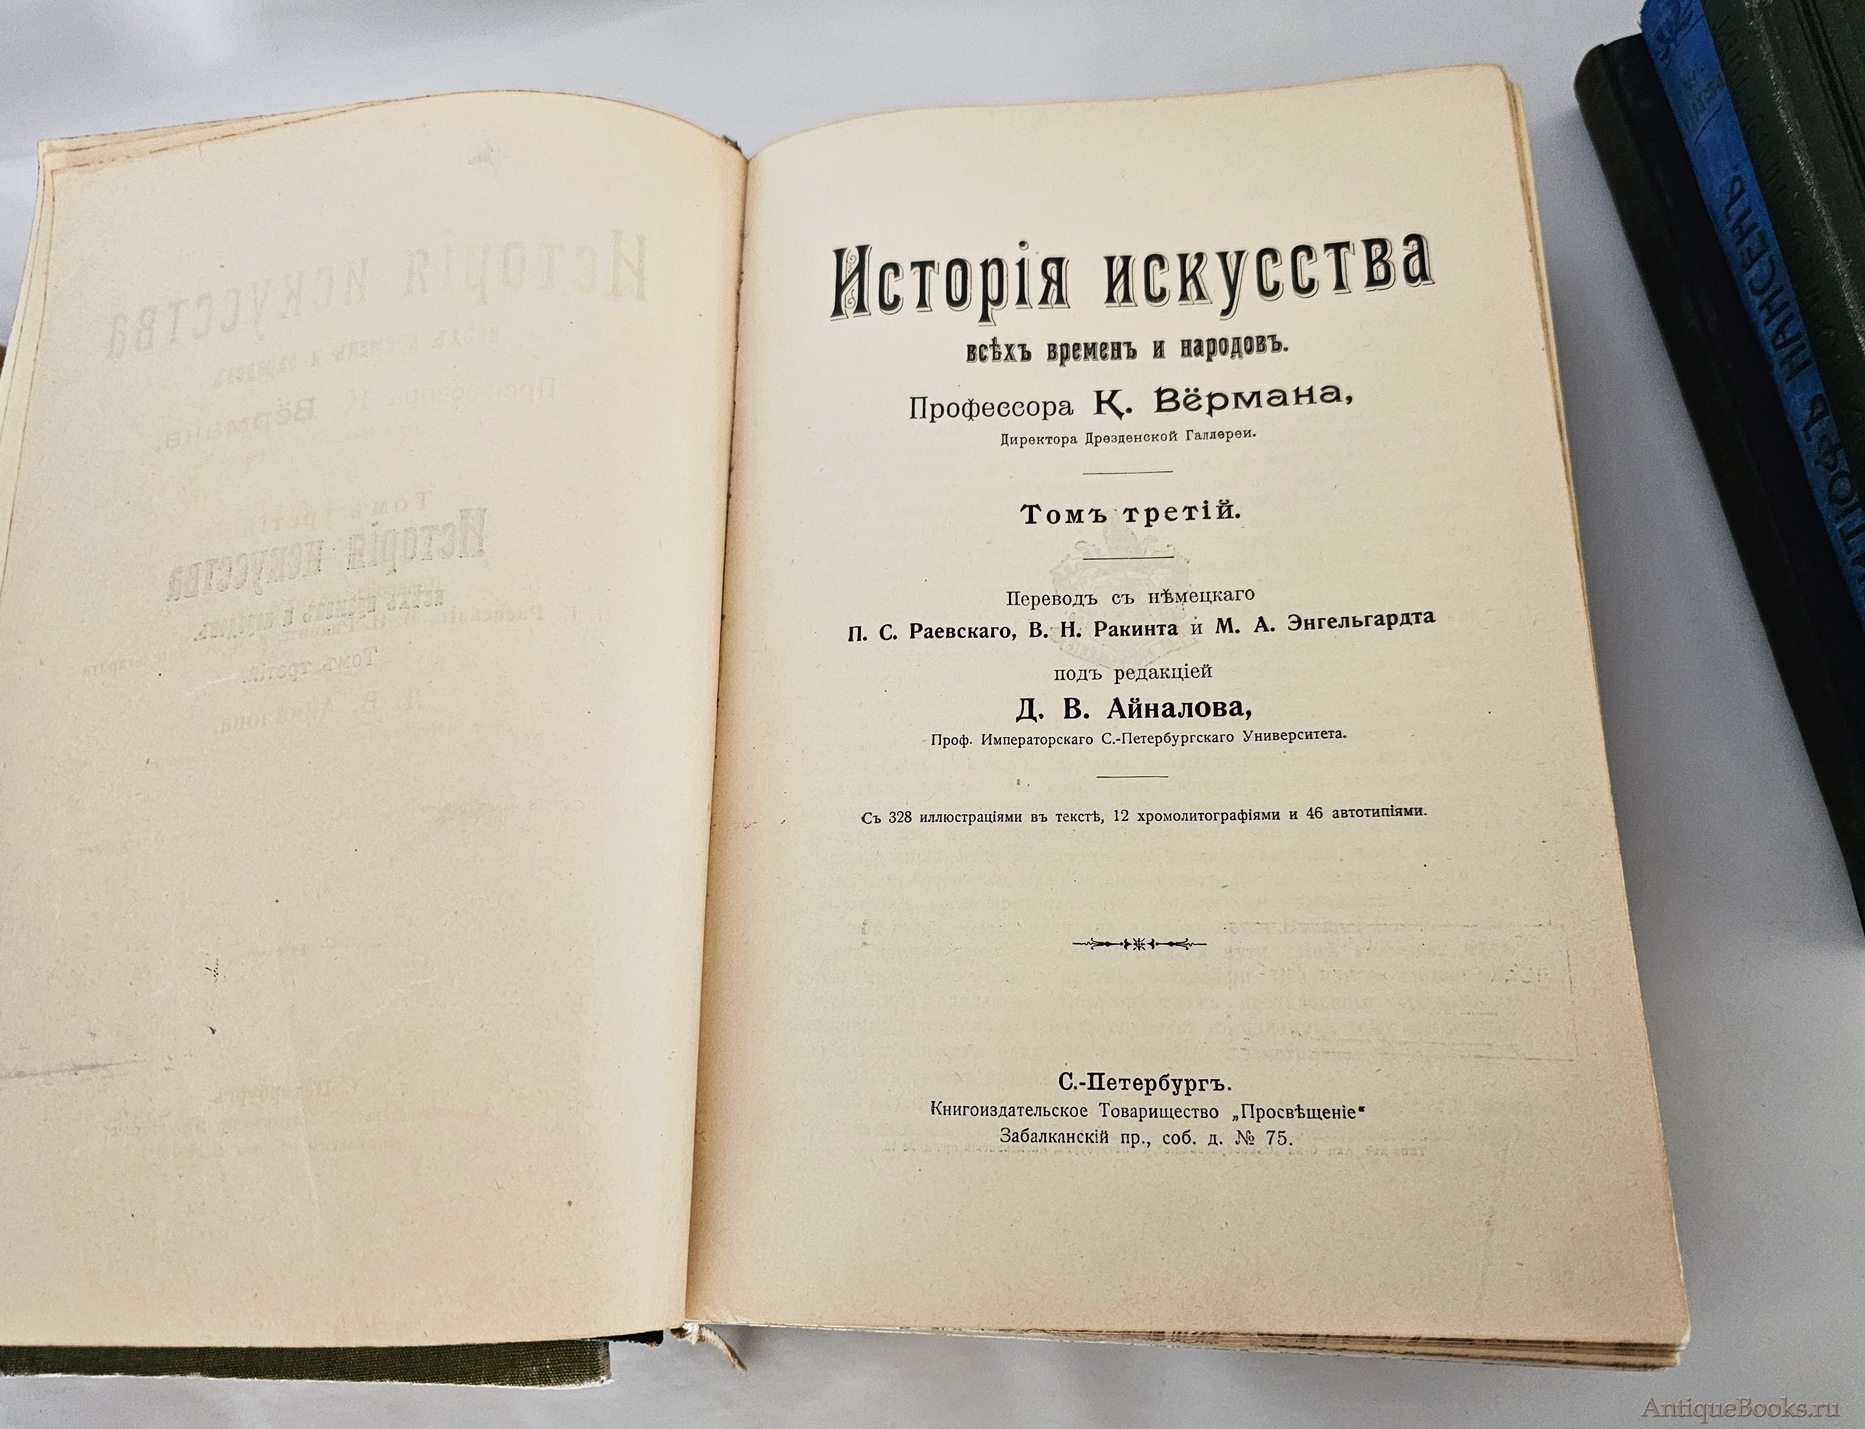 Исторія искусства
всѣхъ временъ и народовъ.
Профессора К. Вёрмана,
Директора Дрезденской Галлереи.
Томъ третій.
Переводъ съ нѣмецкаго
П. С. Раевскаго, В. Н. Ракинта и М. А. Энгельгардта
подъ редакціей
Д. В. Айналова,
Проф. Императорскаго С.-Петербургскаго Университета.
Съ 328 иллюстраціями въ текстѣ, 12 хромолитографіями и 46 автотипіями.
С.-Петербургъ.
Книгоиздательское Товарищество „Просвѣщеніе“
Забалканскій пр., соб. д. № 75.
НАНСЕНЪ
AntiqueBooks.ru